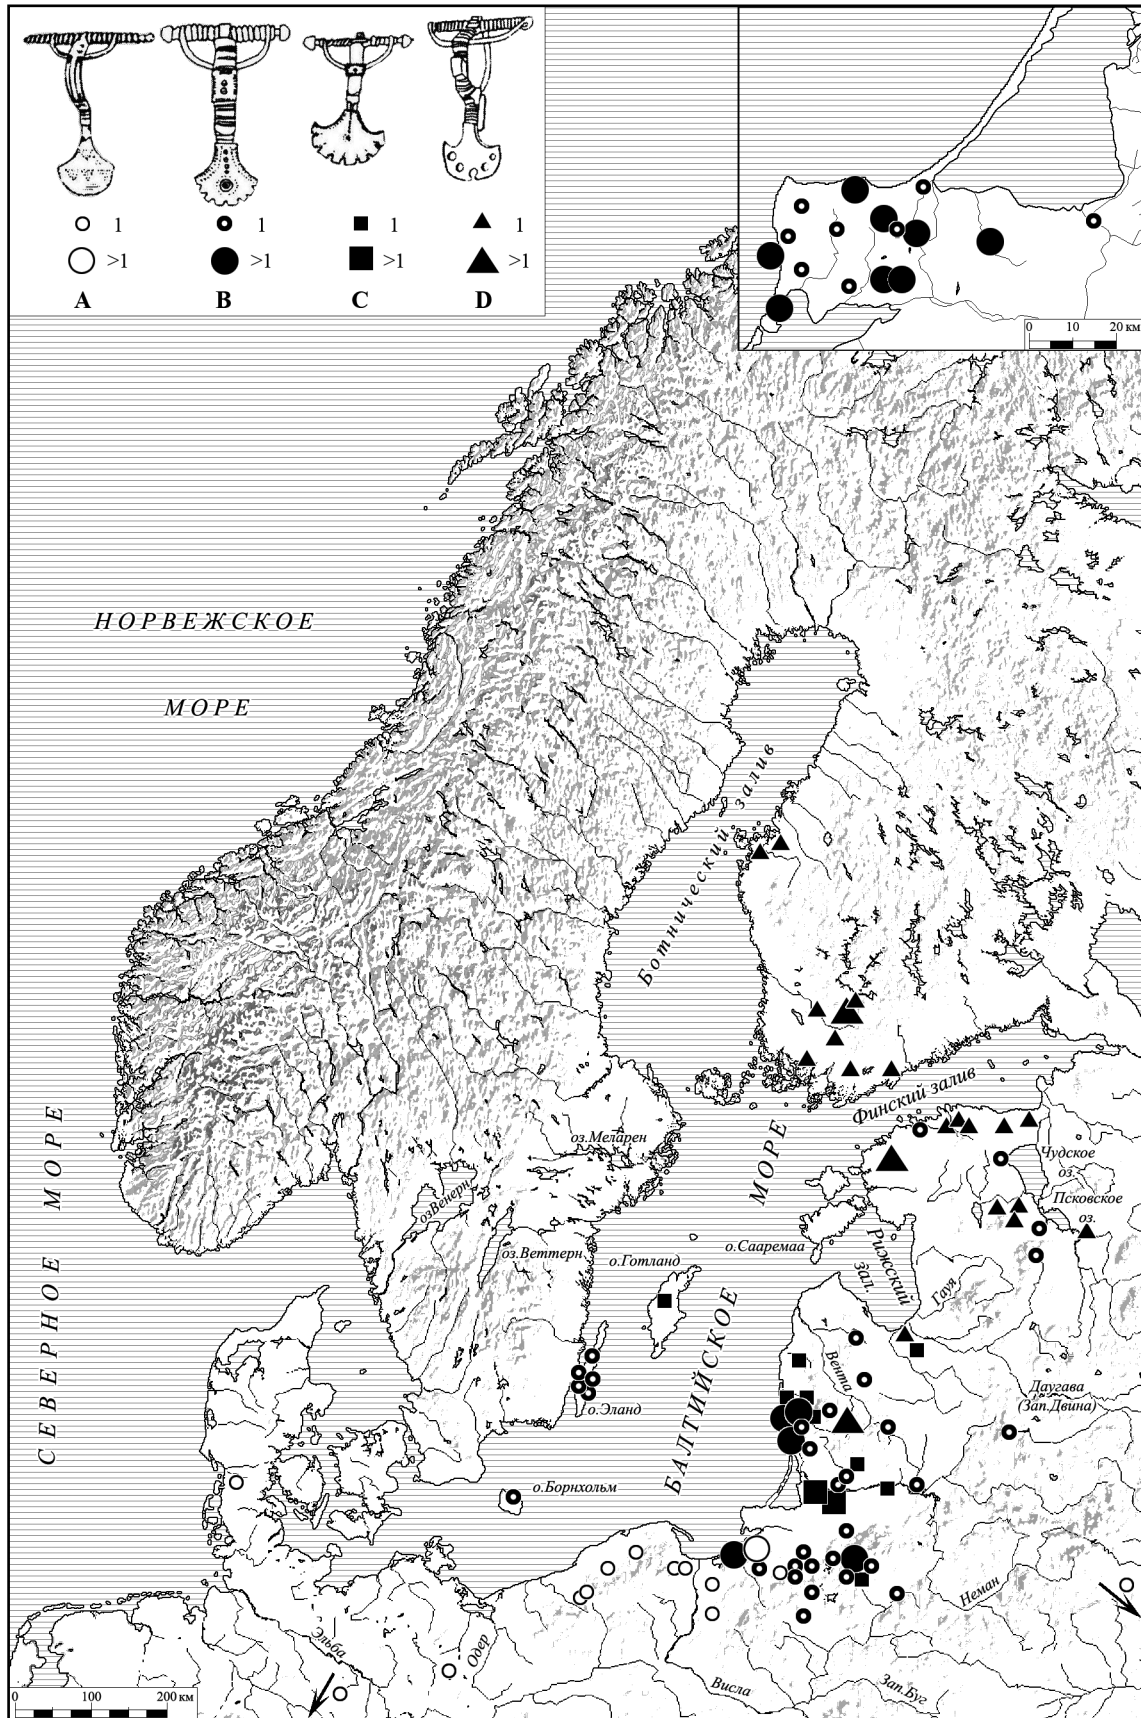 1 1 1 1
>1 >1 >1 >1
A B C D
0 10 20 км
НОРВЕЖСКОЕ
МОРЕ
Ботнический залив
Финский залив
СЕВЕРНОЕ МОРЕ
БАЛТИЙСКОЕ МОРЕ
оз.Меларен
Чудское
оз.
Псковское
оз.
оз.Венерн
оз.Веттерн
о.Готланд
о.Сааремаа
Рижский
зал.
Гауя
Вента
Даугава
(Зап.Двина)
о.Эланд
о.Борнхольм
Неман
Эльба
Одер
Висла
Зап.Буг
0 100 200 км